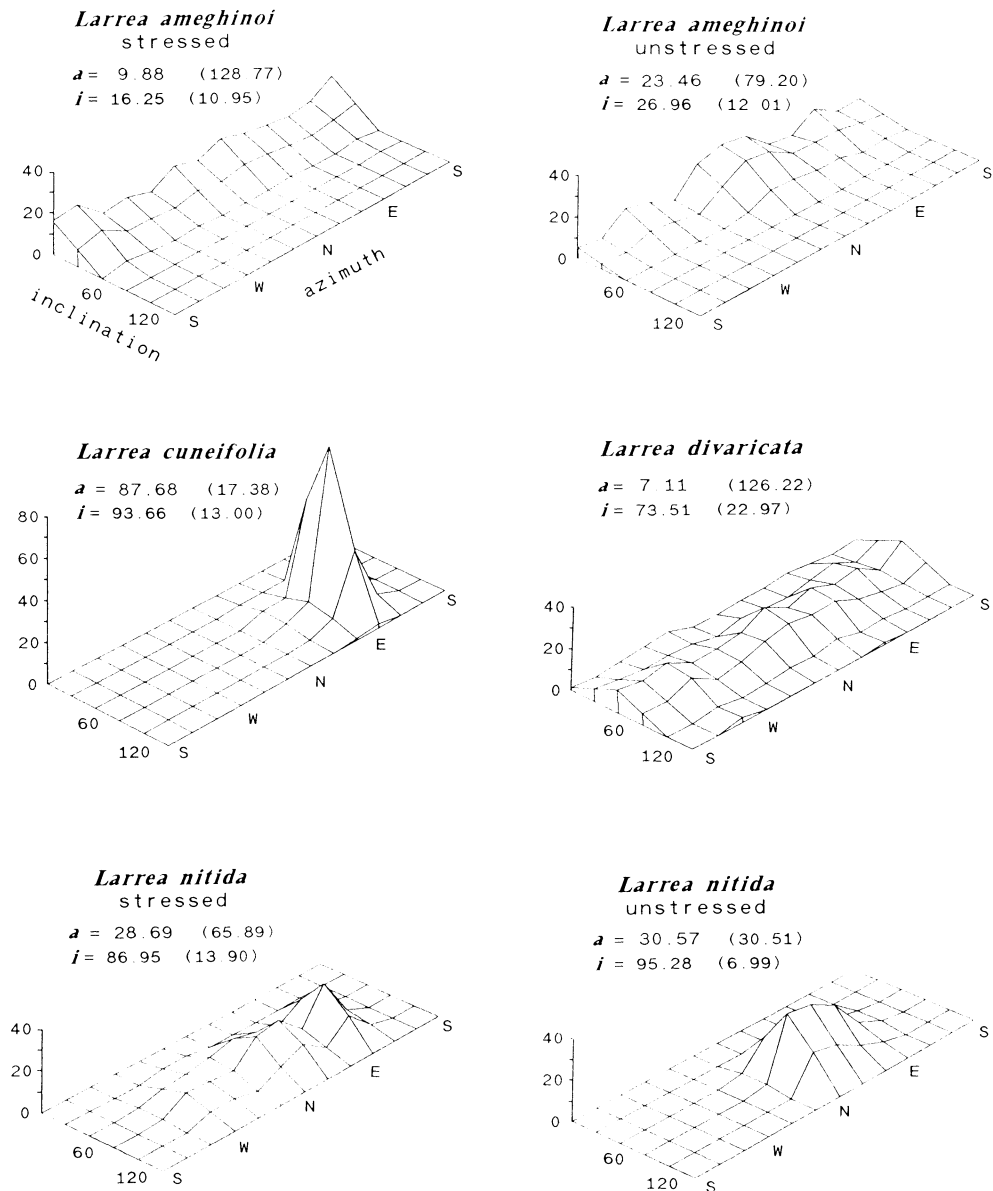 Larrea ameghinoi
stressed
a = 9.88 (128 77)
i = 16.25 (10.95)
40
20
0
60
120
inclination
S
W
N
E
S
azimuth
Larrea ameghinoi
unstressed
a = 23.46 (79.20)
i = 26.96 (12 01)
40
20
0
60
120
S
W
N
E
S
Larrea cuneifolia
a = 87.68 (17.38)
i = 93.66 (13.00)
80
60
40
20
0
60
120
S
W
N
E
S
Larrea divaricata
a = 7 11 (126.22)
i = 73.51 (22.97)
40
20
0
60
120
S
W
N
E
S
Larrea nitida
stressed
a = 28.69 (65.89)
i = 86.95 (13.90)
40
20
0
60
120
S
W
N
E
S
Larrea nitida
unstressed
a = 30.57 (30.51)
i = 95.28 (6.99)
40
20
0
60
120
S
W
N
E
S